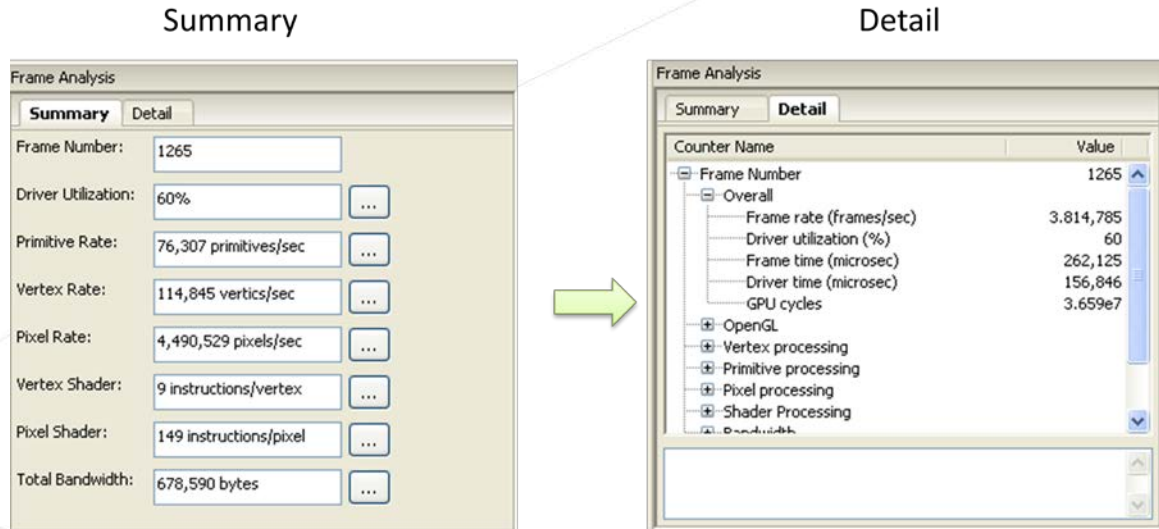 Summary
Detail
Frame Analysis
Summary Detail
Frame Number: 1265
Driver Utilization: 60% ...
Primitive Rate: 76,307 primitives/sec ...
Vertex Rate: 114,845 vertics/sec ...
Pixel Rate: 4,490,529 pixels/sec ...
Vertex Shader: 9 instructions/vertex ...
Pixel Shader: 149 instructions/pixel ...
Total Bandwidth: 678,590 bytes ...
Frame Analysis
Summary Detail
Counter Name Value
Frame Number 1265
Overall
Frame rate (frames/sec) 3.814,785
Driver utilization (%) 60
Frame time (microsec) 262,125
Driver time (microsec) 156,846
GPU cycles 3.659e7
OpenGL
Vertex processing
Primitive processing
Pixel processing
Shader Processing
Bandwidth